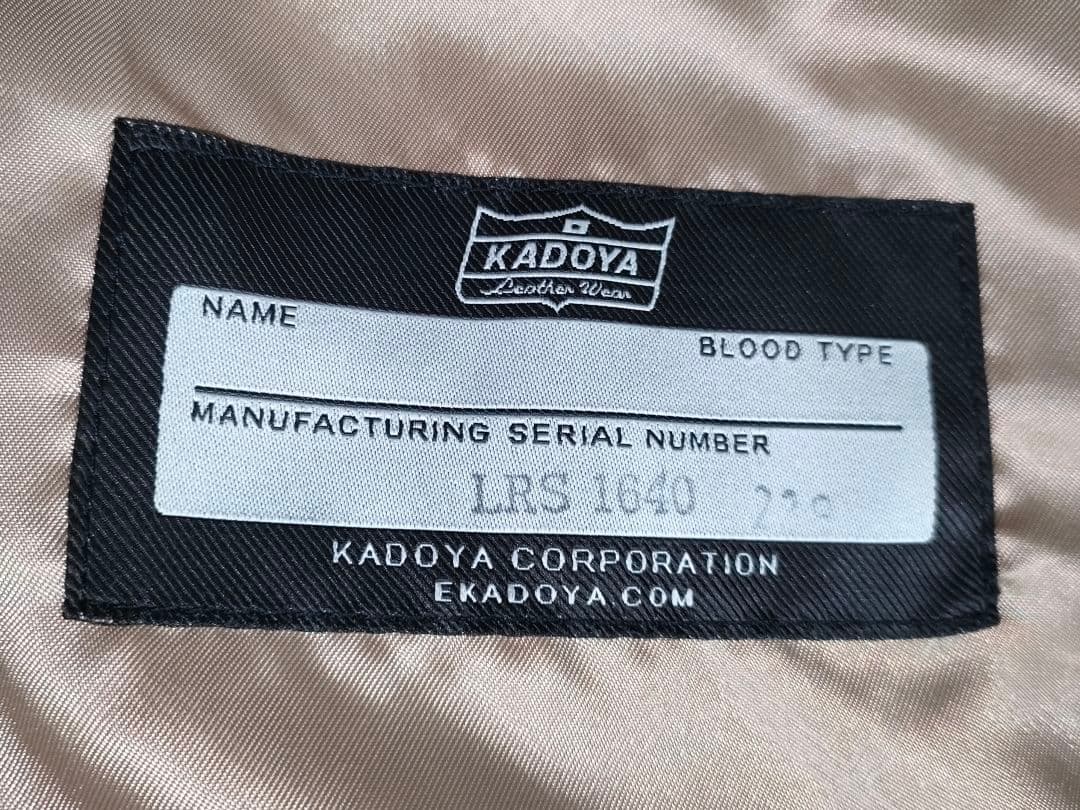 KADOYA
Leather Wear
NAME
BLOOD TYPE
MANUFACTURING SERIAL NUMBER
LRS 1640
KADOYA CORPORATION
EKADOYA.COM